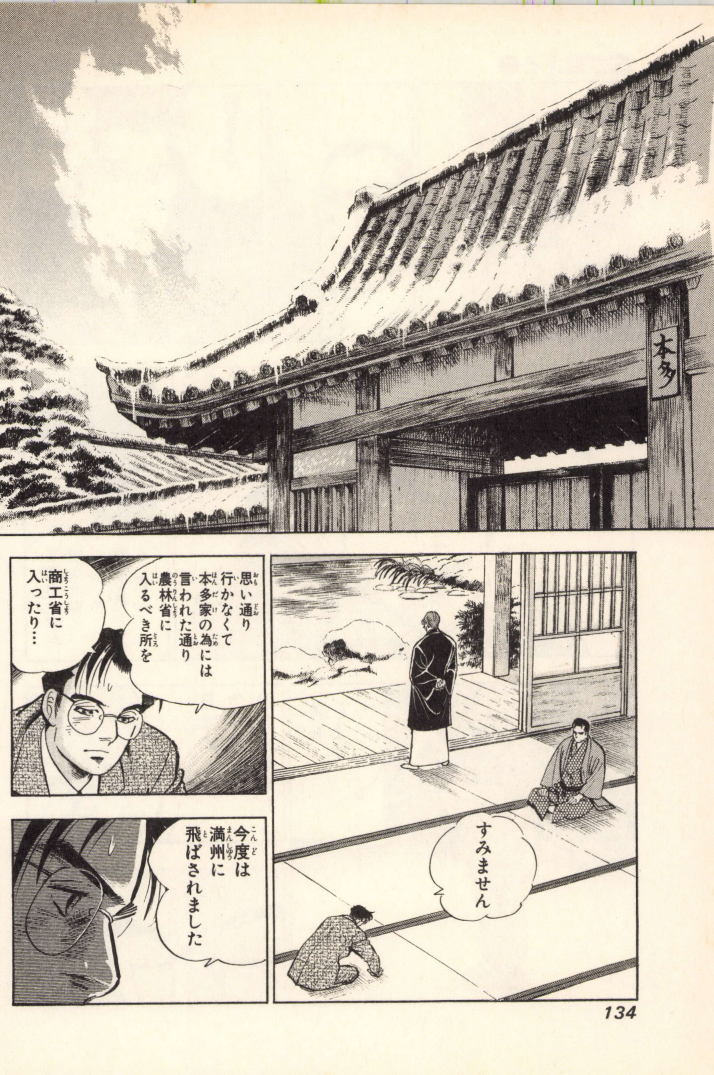 本多
すみません
思い通り
行かなくて
本多家の為には
言われた通り
農林省に
入るべき所を
商工省に
入ったり…
今度は
満州に
飛ばされました
134